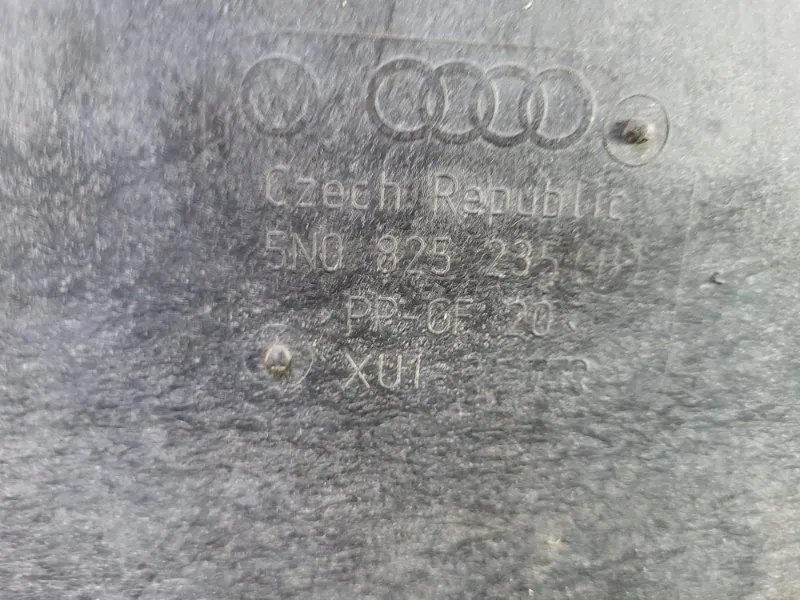 Czech Republic
5N0 825 235
PP-GF 20
XU1